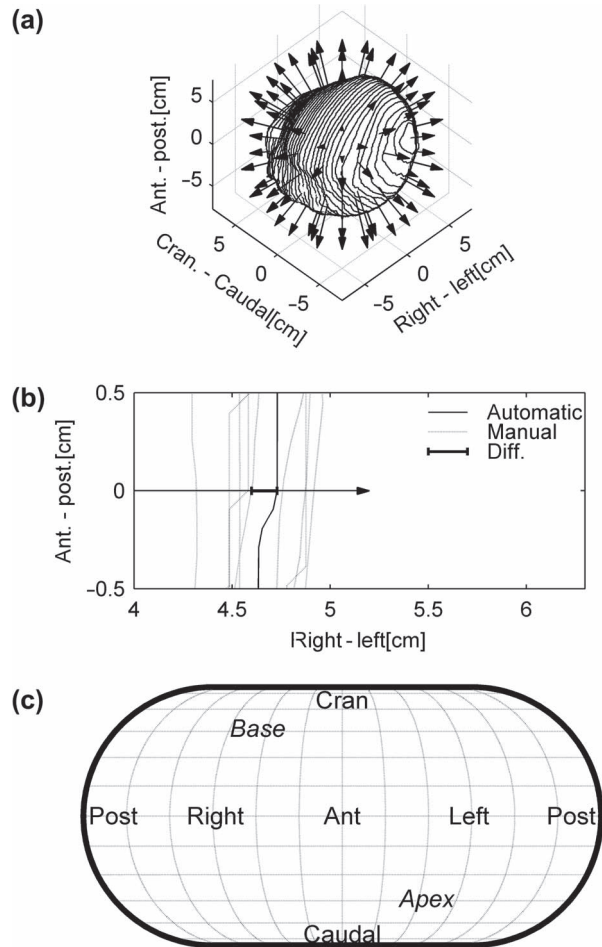 (a)
Ant. - post.[cm]
5
0
−5
Cran. - Caudal[cm]
5
0
−5
Right - left[cm]
−5
0
5
(b)
Ant. - post.[cm]
0.5
0
−0.5
Automatic
Manual
Diff.
4
4.5
5
5.5
6
Right - left[cm]
(c)
Cran
Base
Post
Right
Ant
Left
Post
Apex
Caudal